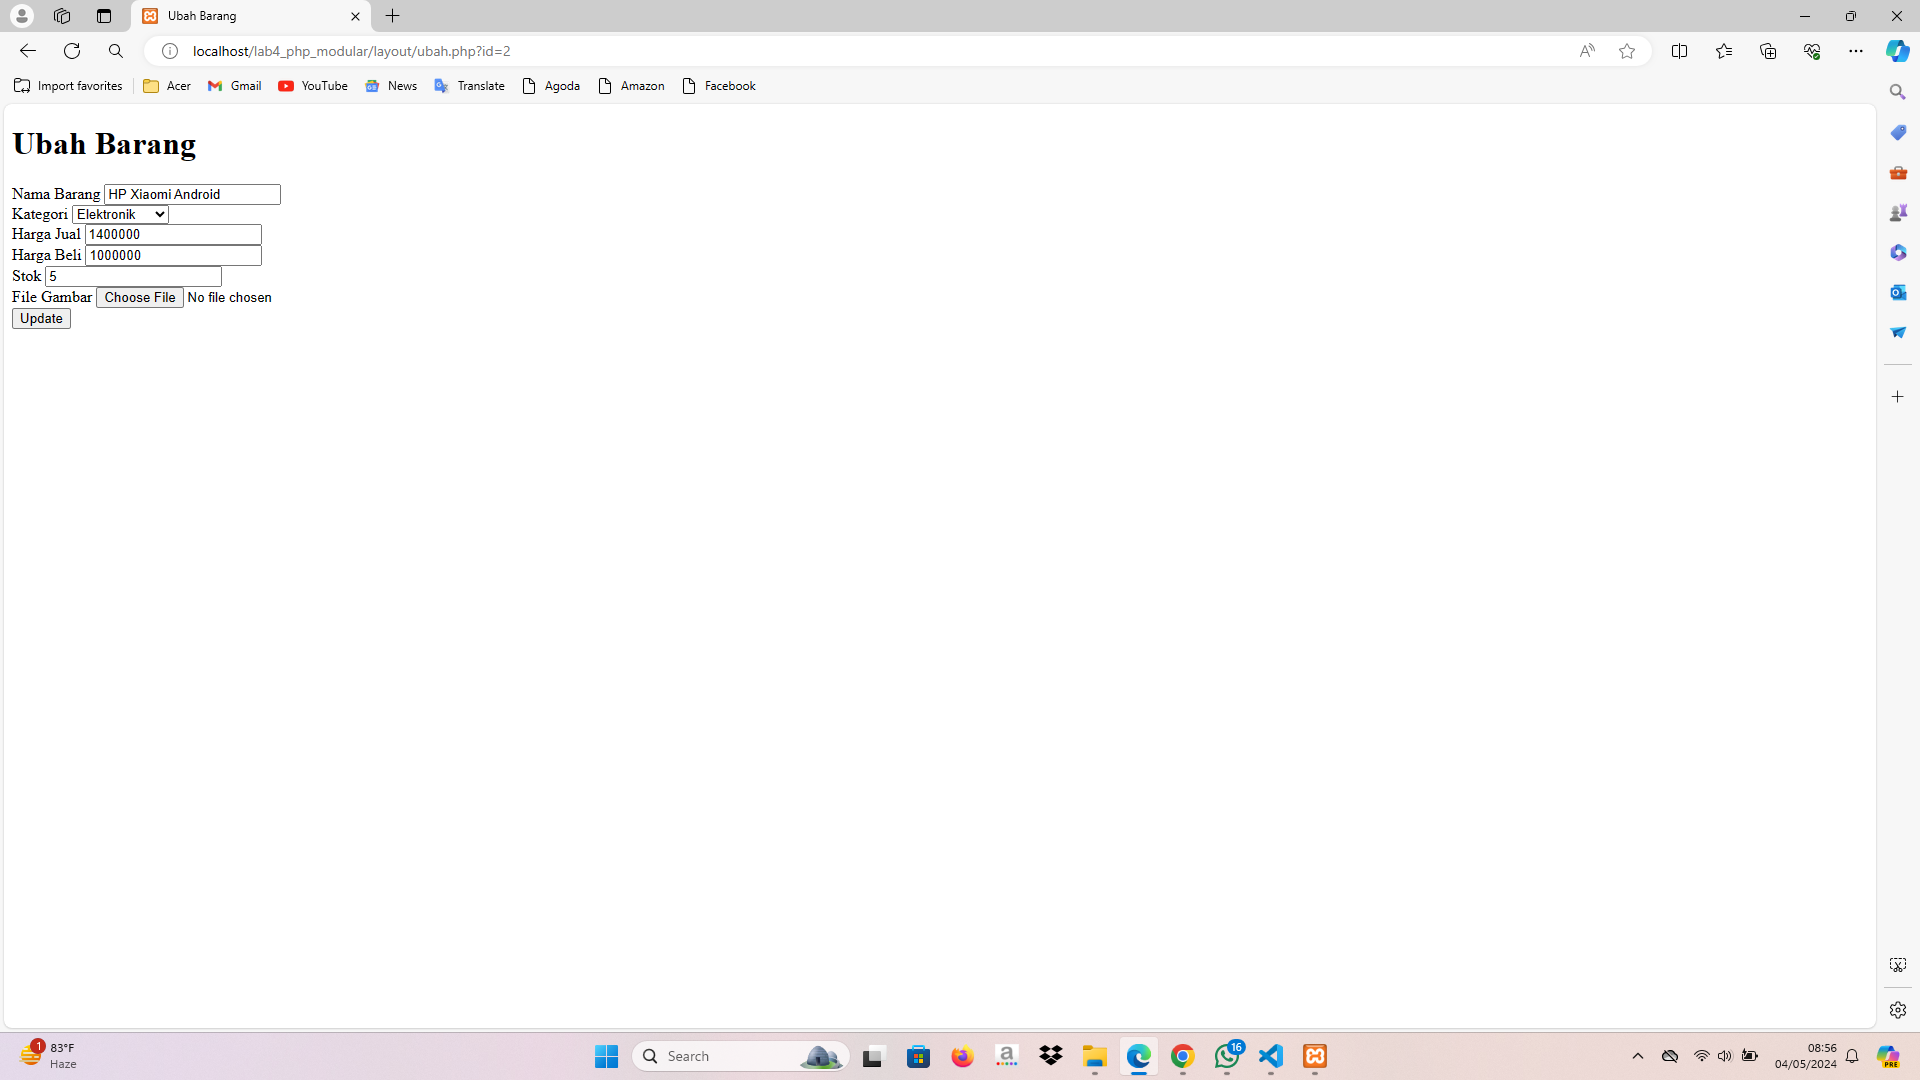 Ubah Barang
localhost/lab4_php_modular/layout/ubah.php?id=2
Import favorites Acer Gmail YouTube News Translate Agoda Amazon Facebook
Ubah Barang
Nama Barang HP Xiaomi Android
Kategori Elektronik
Harga Jual 1400000
Harga Beli 1000000
Stok 5
File Gambar Choose File No file chosen
Update
1
83°F
Haze
Search
a
16
08:56
04/05/2024
PRE